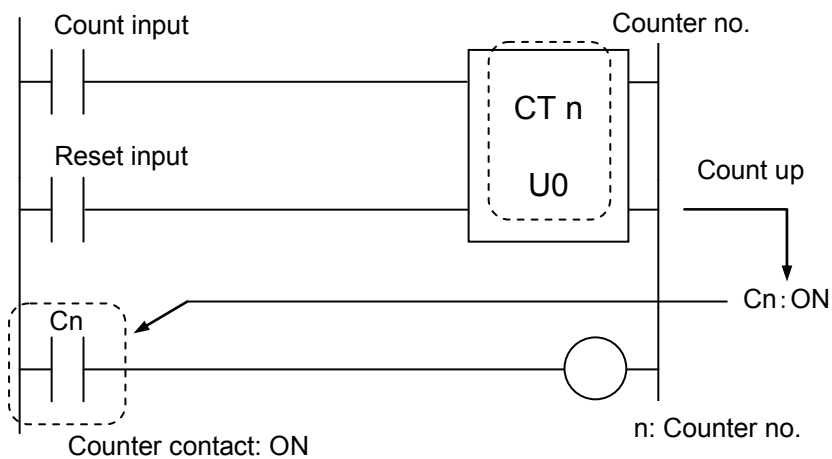 Count input
Counter no.
CT n
Reset input
U0
Count up
Cn:ON
Cn
n: Counter no.
Counter contact: ON